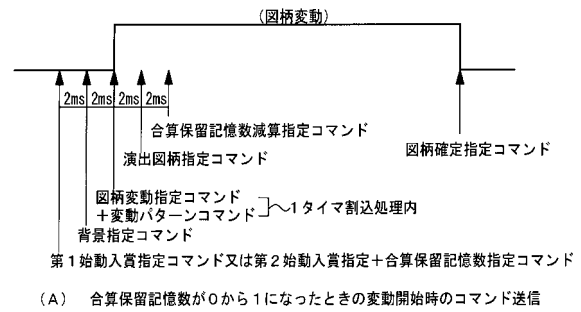 (図柄変動)
2ms 2ms 2ms 2ms
合算保留記憶数減算指定コマンド
図柄確定指定コマンド
演出図柄指定コマンド
図柄変動指定コマンド
+変動パターンコマンド
1タイマ割込処理内
背景指定コマンド
第1始動入賞指定コマンド又は第2始動入賞指定+合算保留記憶数指定コマンド
(A) 合算保留記憶数が0から1になったときの変動開始時のコマンド送信